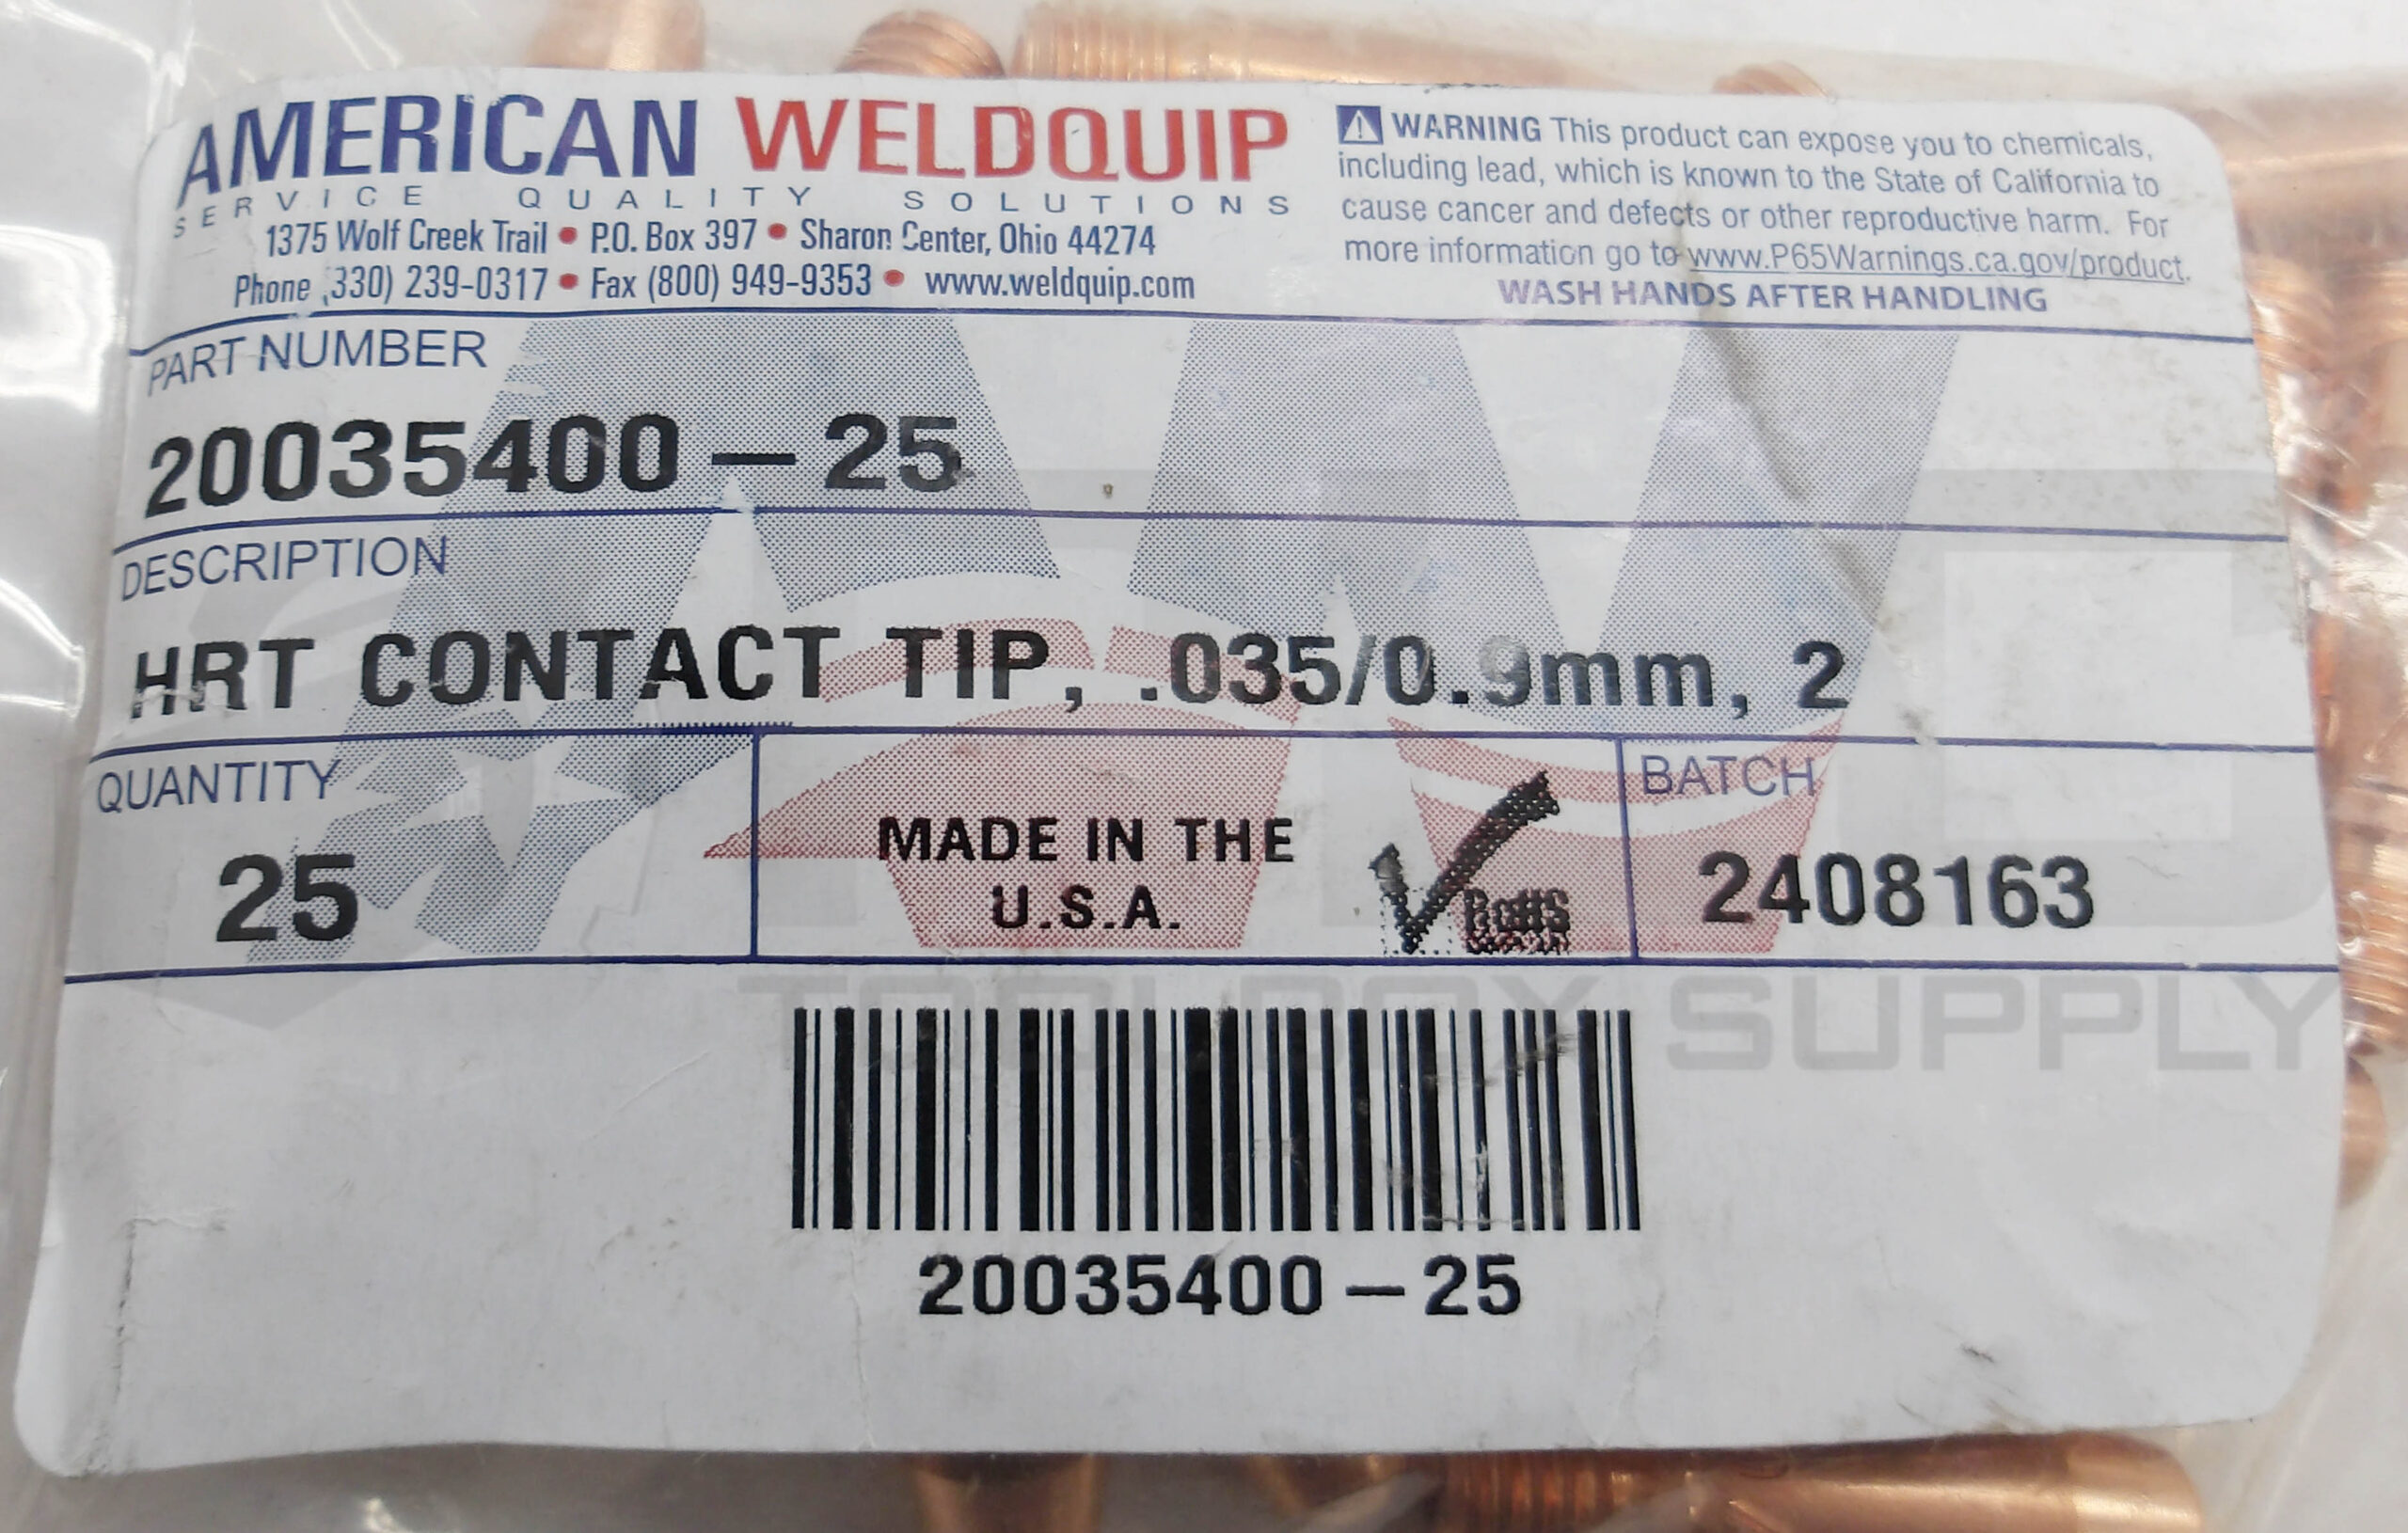 AMERICAN WELDQUIP
SERVICE QUALITY SOLUTIONS
1375 Wolf Creek Trail • P.O. Box 397 • Sharon Center, Ohio 44274
Phone (330) 239-0317 • Fax (800) 949-9353 • www.weldquip.com
WARNING This product can expose you to chemicals,
including lead, which is known to the State of California to
cause cancer and defects or other reproductive harm. For
more information go to www.P65Warnings.ca.gov/product.
WASH HANDS AFTER HANDLING
PART NUMBER
20035400-25
DESCRIPTION
HRT CONTACT TIP, .035/0.9mm, 2
QUANTITY
25
MADE IN THE
U.S.A.
RoHS
BATCH
2408163
TOOLBOY SUPPLY
20035400-25